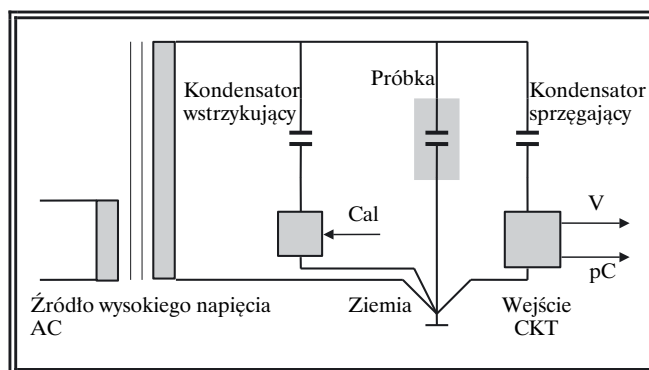 Kondensator
wstrzykujący
Próbka
Kondensator
sprzęgający
Cal
V
pC
Źródło wysokiego napięcia
AC
Ziemia
Wejście
CKT